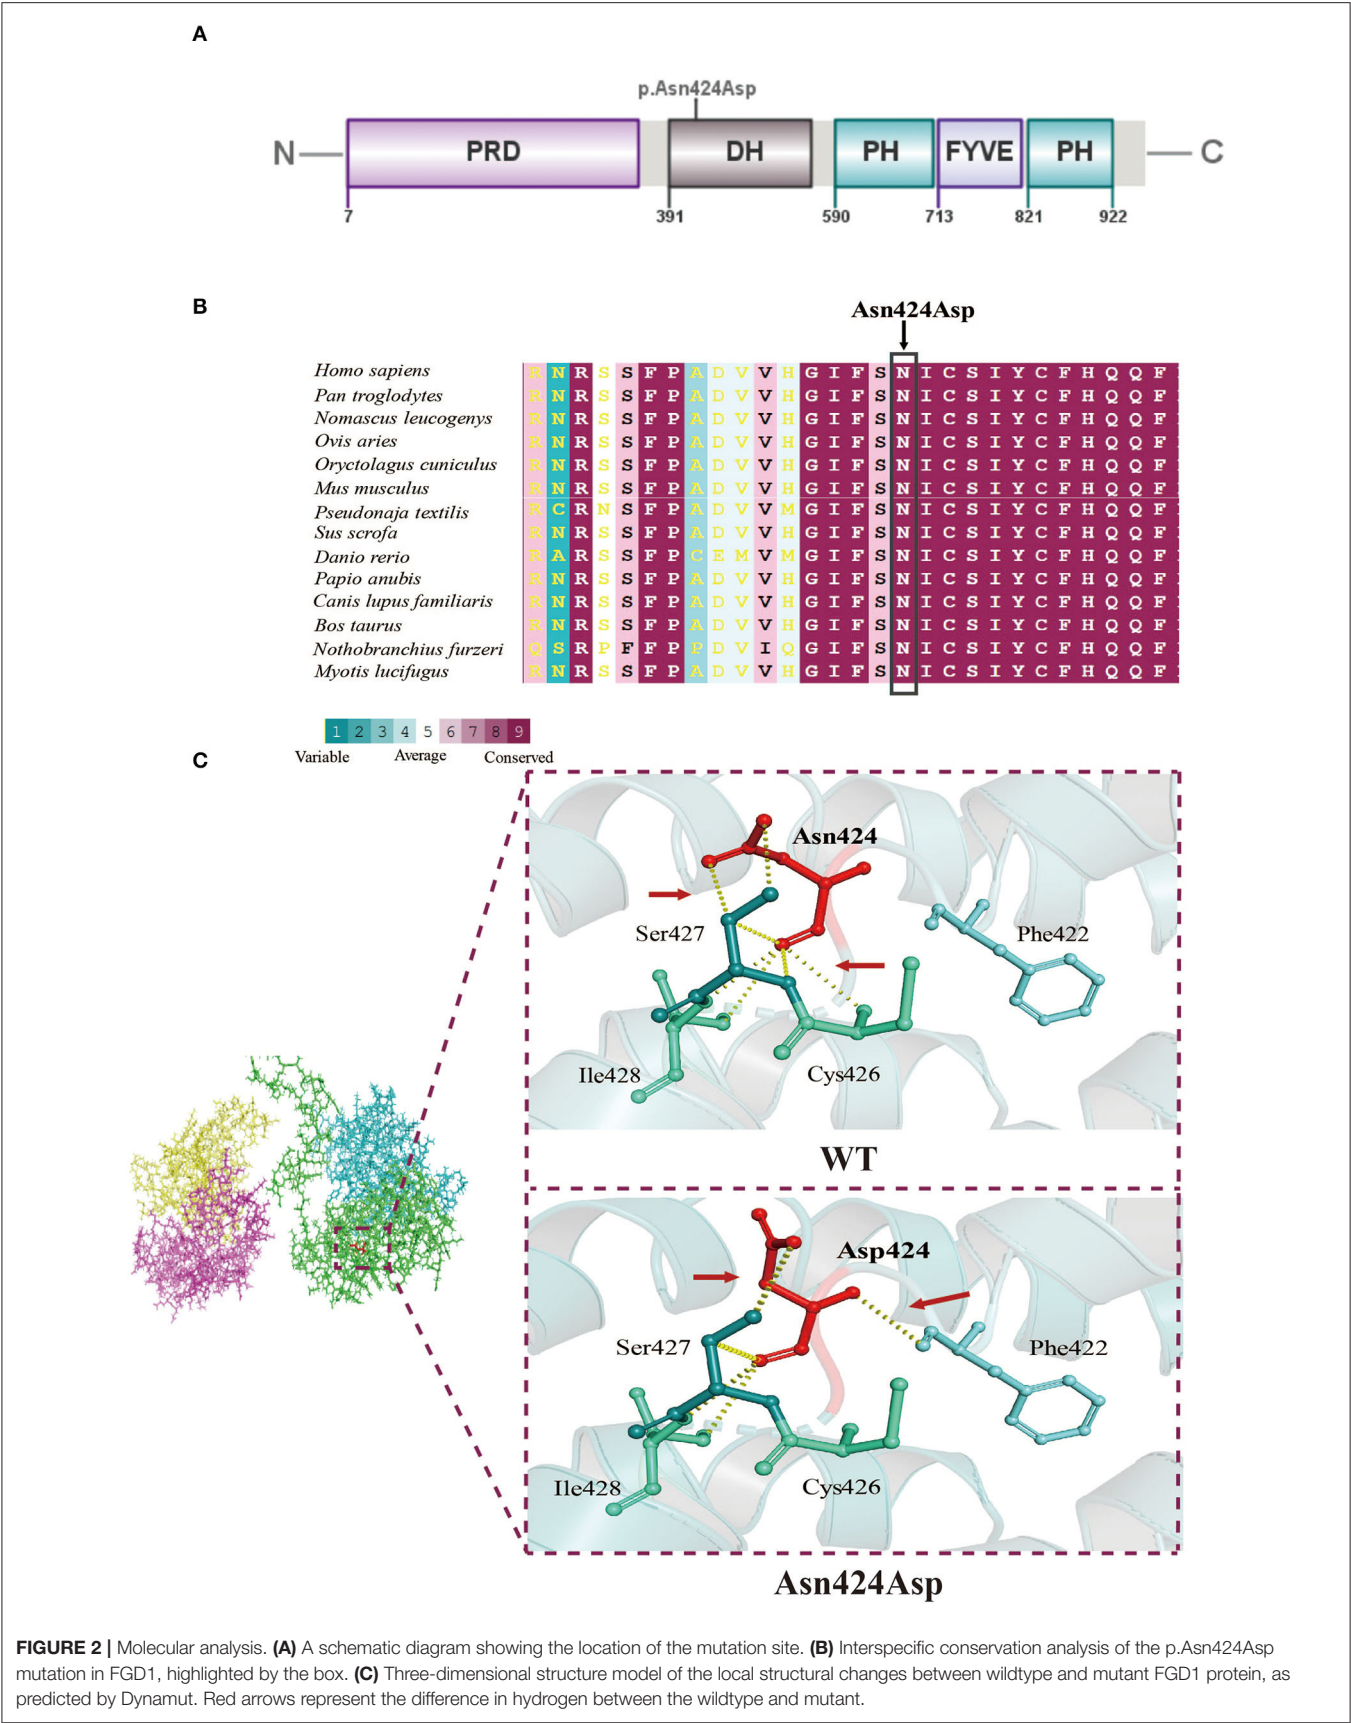 A
p.Asn424Asp
N PRD DH PH FYVE PH C
7 391 590 713 821 922
B
Asn424Asp
Homo sapiens R N R S S F P A D V V H G I F S N I C S I Y C F H Q Q F
Pan troglodytes R N R S S F P A D V V H G I F S N I C S I Y C F H Q Q F
Nomascus leucogenys R N R S S F P A D V V H G I F S N I C S I Y C F H Q Q F
Ovis aries R N R S S F P A D V V H G I F S N I C S I Y C F H Q Q F
Oryctolagus cuniculus R N R S S F P A D V V H G I F S N I C S I Y C F H Q Q F
Mus musculus R N R S S F P A D V V H G I F S N I C S I Y C F H Q Q F
Pseudonaja textilis R C R N S F P A D V V M G I F S N I C S I Y C F H Q Q F
Sus scrofa R N R S S F P A D V V H G I F S N I C S I Y C F H Q Q F
Danio rerio R A R S S F P C E M V M G I F S N I C S I Y C F H Q Q F
Papio anubis R N R S S F P A D V V H G I F S N I C S I Y C F H Q Q F
Canis lupus familiaris R N R S S F P A D V V H G I F S N I C S I Y C F H Q Q F
Bos taurus R N R S S F P A D V V H G I F S N I C S I Y C F H Q Q F
Nothobranchius furzeri Q S R P F F P P D V I Q G I F S N I C S I Y C F H Q Q F
Myotis lucifugus R N R S S F P A D V V H G I F S N I C S I Y C F H Q Q F
1 2 3 4 5 6 7 8 9
Variable Average Conserved
C
Asn424
Ser427 Phe422
Ile428 Cys426
WT
Asp424
Ser427 Phe422
Ile428 Cys426
Asn424Asp
FIGURE 2 | Molecular analysis. (A) A schematic diagram showing the location of the mutation site. (B) Interspecific conservation analysis of the p.Asn424Asp
mutation in FGD1, highlighted by the box. (C) Three-dimensional structure model of the local structural changes between wildtype and mutant FGD1 protein, as
predicted by Dynamut. Red arrows represent the difference in hydrogen between the wildtype and mutant.